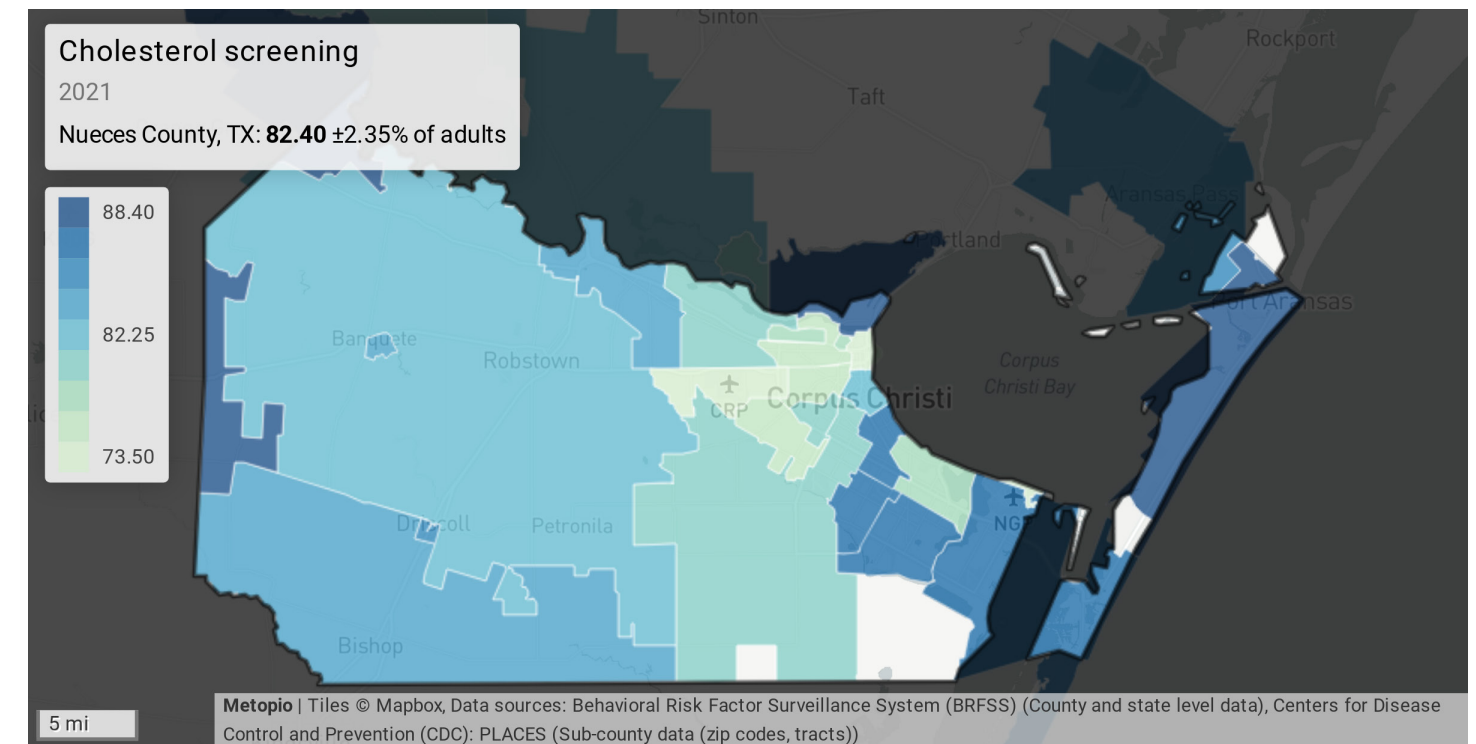 Sinton
Cholesterol screening
Rockport
2021
Taft
Nueces County, TX: 82.40 ±2.35% of adults
Aransas Pass
88.40
Portland
Port Aransas
82.25
Banquete
Robstown
Corpus
Christi Bay
Corpus Christi
CRP
73.50
Driscoll
Petronila
Bishop
Metopio | Tiles © Mapbox, Data sources: Behavioral Risk Factor Surveillance System (BRFSS) (County and state level data), Centers for Disease
5 mi
Control and Prevention (CDC): PLACES (Sub-county data (zip codes, tracts))